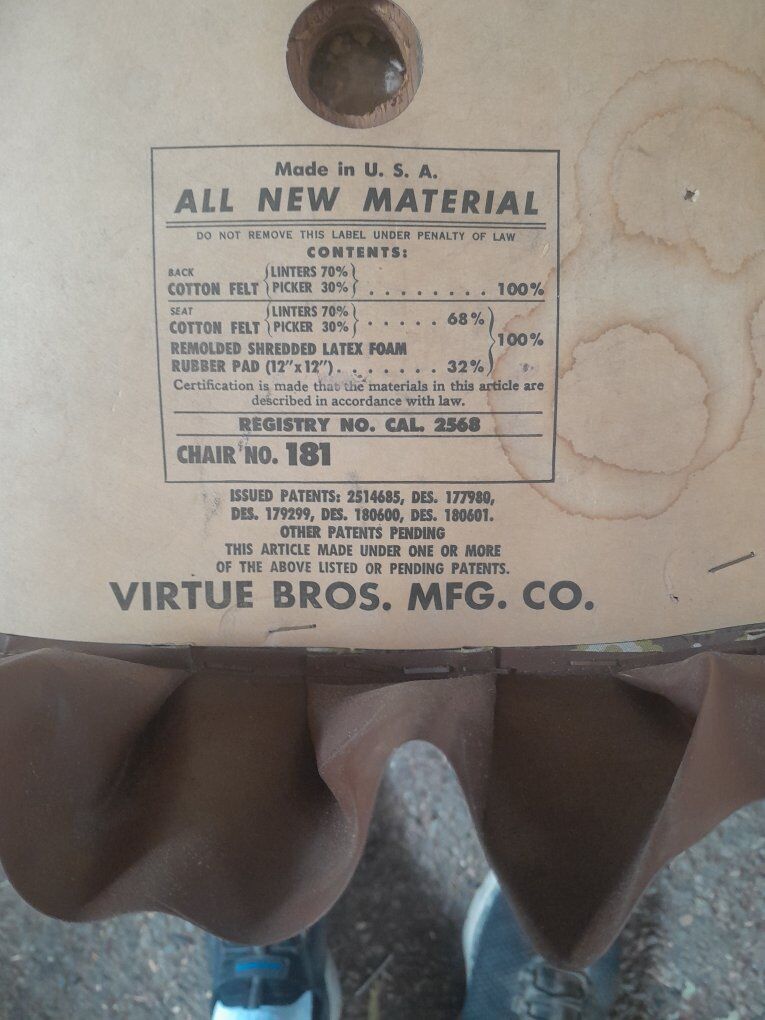 Made in U. S. A.
ALL NEW MATERIAL
DO NOT REMOVE THIS LABEL UNDER PENALTY OF LAW
CONTENTS:
BACK
COTTON FELT { LINTERS 70% PICKER 30% } . . . . . . . . 100%
SEAT
COTTON FELT { LINTERS 70% PICKER 30% } . . . . . 68%
REMOLDED SHREDDED LATEX FOAM } 100%
RUBBER PAD (12"x12"). . . . . . . 32%
Certification is made that the materials in this article are
described in accordance with law.
REGISTRY NO. CAL. 2568
CHAIR NO. 181
ISSUED PATENTS: 2514685, DES. 177980,
DES. 179299, DES. 180600, DES. 180601.
OTHER PATENTS PENDING
THIS ARTICLE MADE UNDER ONE OR MORE
OF THE ABOVE LISTED OR PENDING PATENTS.
VIRTUE BROS. MFG. CO.